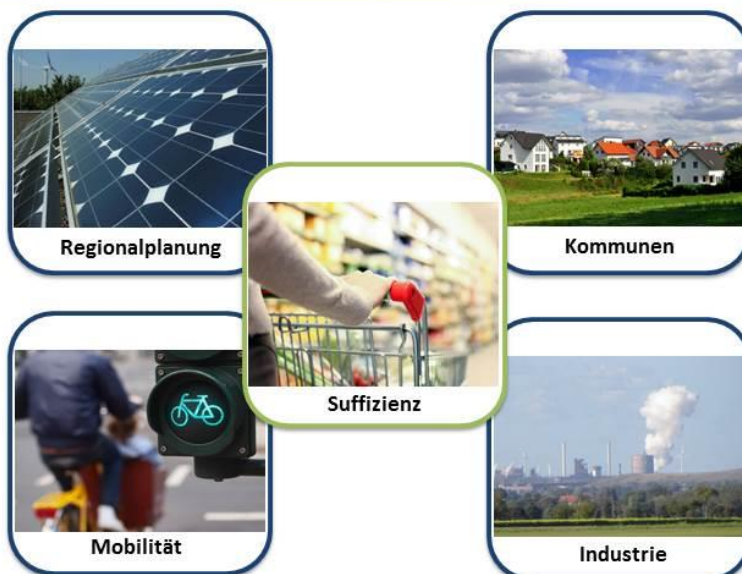 Regionalplanung
Kommunen
Suffizienz
Mobilität
Industrie